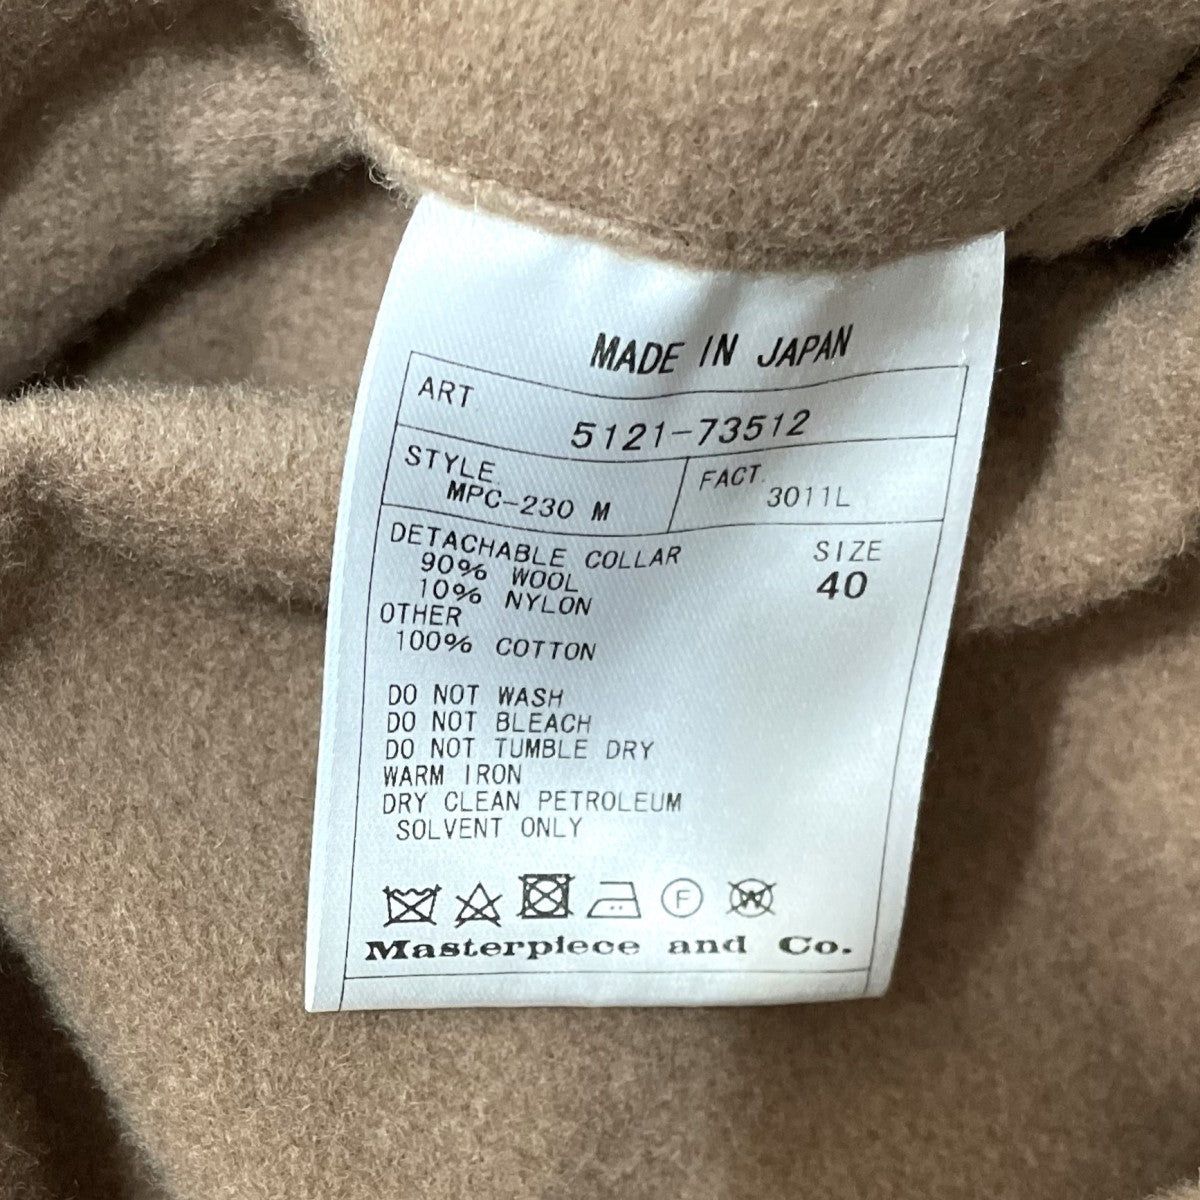 MADE IN JAPAN
ART
5121-73512
STYLE.
MPC-230 M
FACT.
3011L
DETACHABLE COLLAR
90% WOOL
10% NYLON
OTHER
100% COTTON
SIZE
40
DO NOT WASH
DO NOT BLEACH
DO NOT TUMBLE DRY
WARM IRON
DRY CLEAN PETROLEUM
SOLVENT ONLY
F W
Masterpiece and Co.